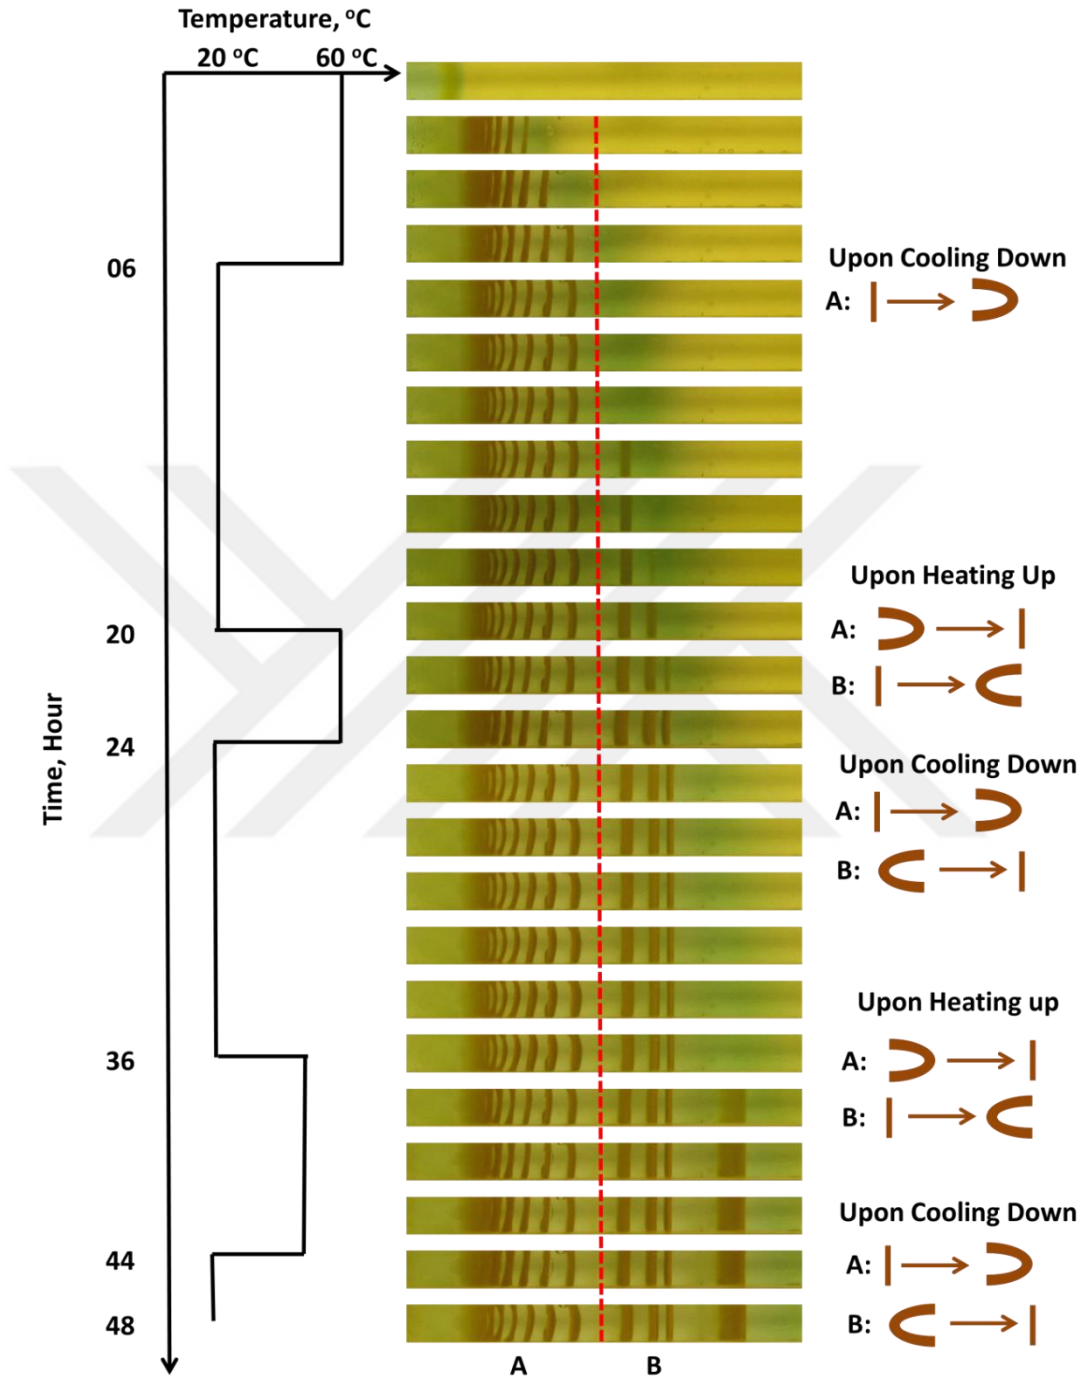 Temperature, °C
20 °C 60 °C
06
Upon Cooling Down
A:
Upon Heating Up
A:
B:
20
24
Upon Cooling Down
A:
B:
Time, Hour
36
Upon Heating up
A:
B:
44
Upon Cooling Down
A:
B:
48
A B